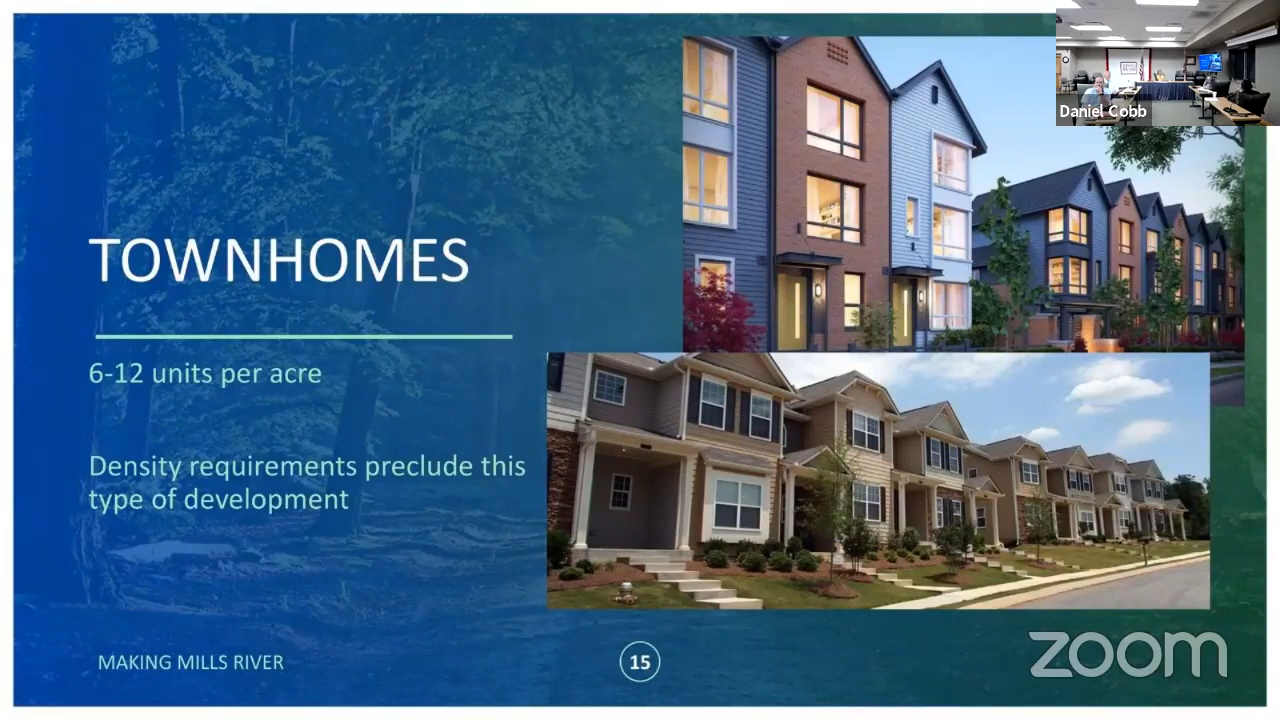 Daniel Cobb
TOWNHOMES
6-12 units per acre
Density requirements preclude this
type of development
MAKING MILLS RIVER
15
zoom